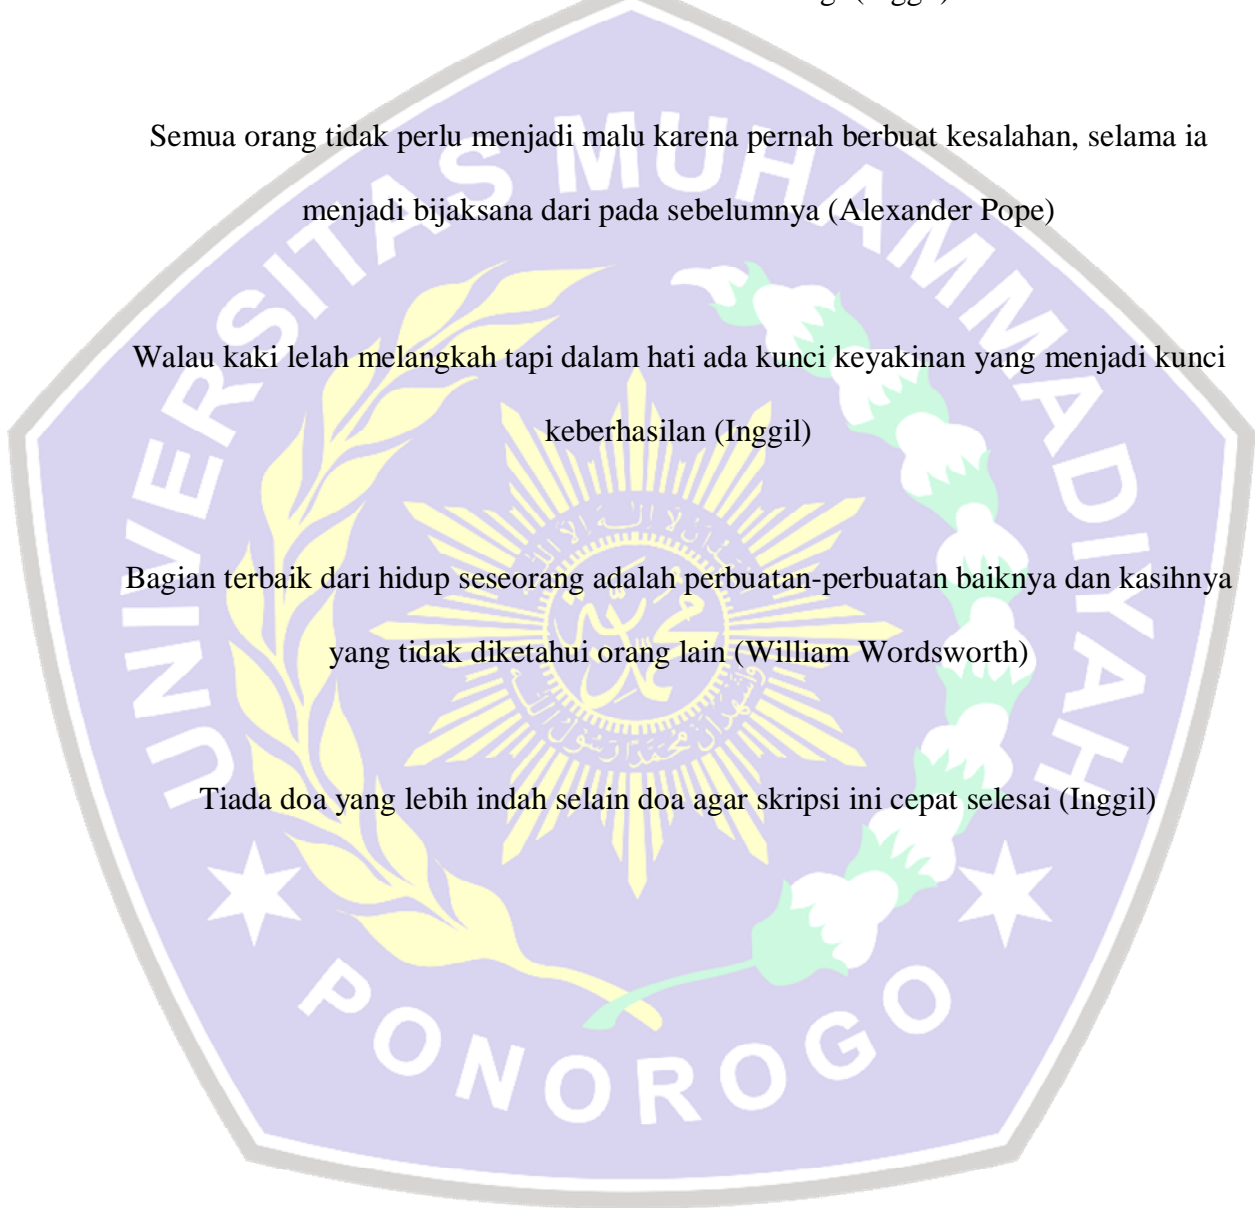 Semua orang tidak perlu menjadi malu karena pernah berbuat kesalahan, selama ia
menjadi bijaksana dari pada sebelumnya (Alexander Pope)
Walau kaki lelah melangkah tapi dalam hati ada kunci keyakinan yang menjadi kunci
keberhasilan (Inggil)
Bagian terbaik dari hidup seseorang adalah perbuatan-perbuatan baiknya dan kasihnya
yang tidak diketahui orang lain (William Wordsworth)
Tiada doa yang lebih indah selain doa agar skripsi ini cepat selesai (Inggil)
UNIVERSITAS MUHAMMADIYAH
PONOROGO